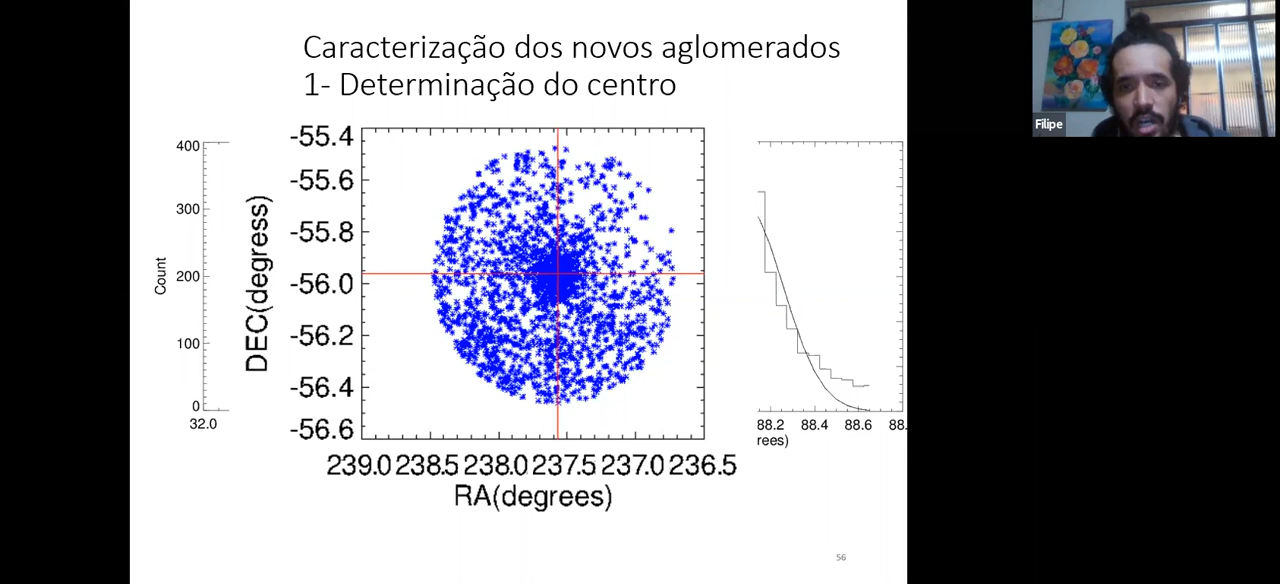 Caracterização dos novos aglomerados
1- Determinação do centro
Filipe
400
300
200
100
0
Count
32.0
-55.4
-55.6
-55.8
-56.0
-56.2
-56.4
-56.6
DEC(degress)
239.0 238.5 238.0 237.5 237.0 236.5
RA(degrees)
88.2 88.4 88.6 88.
rees)
56